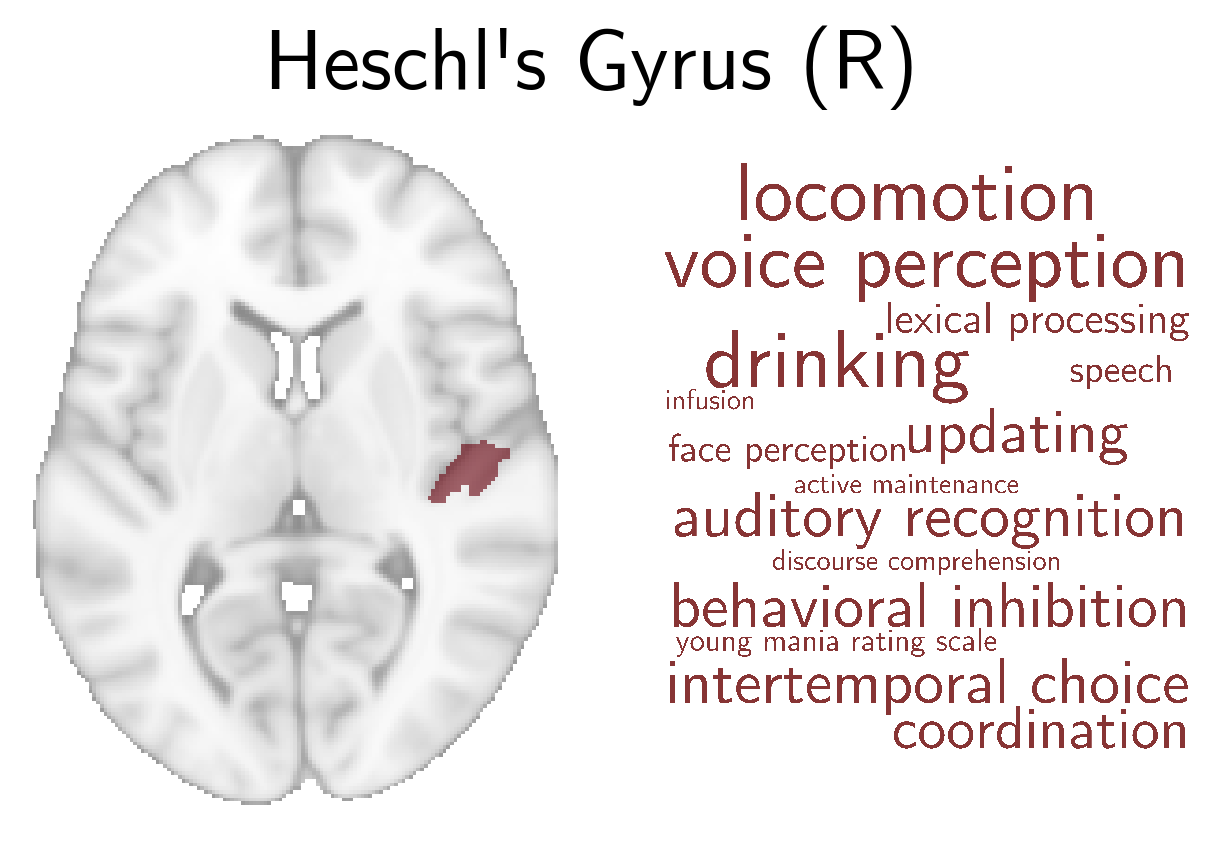 Heschl's Gyrus (R)
locomotion
voice perception
lexical processing
drinking
speech
infusion
updating
face perception
active maintenance
auditory recognition
discourse comprehension
behavioral inhibition
young mania rating scale
intertemporal choice
coordination